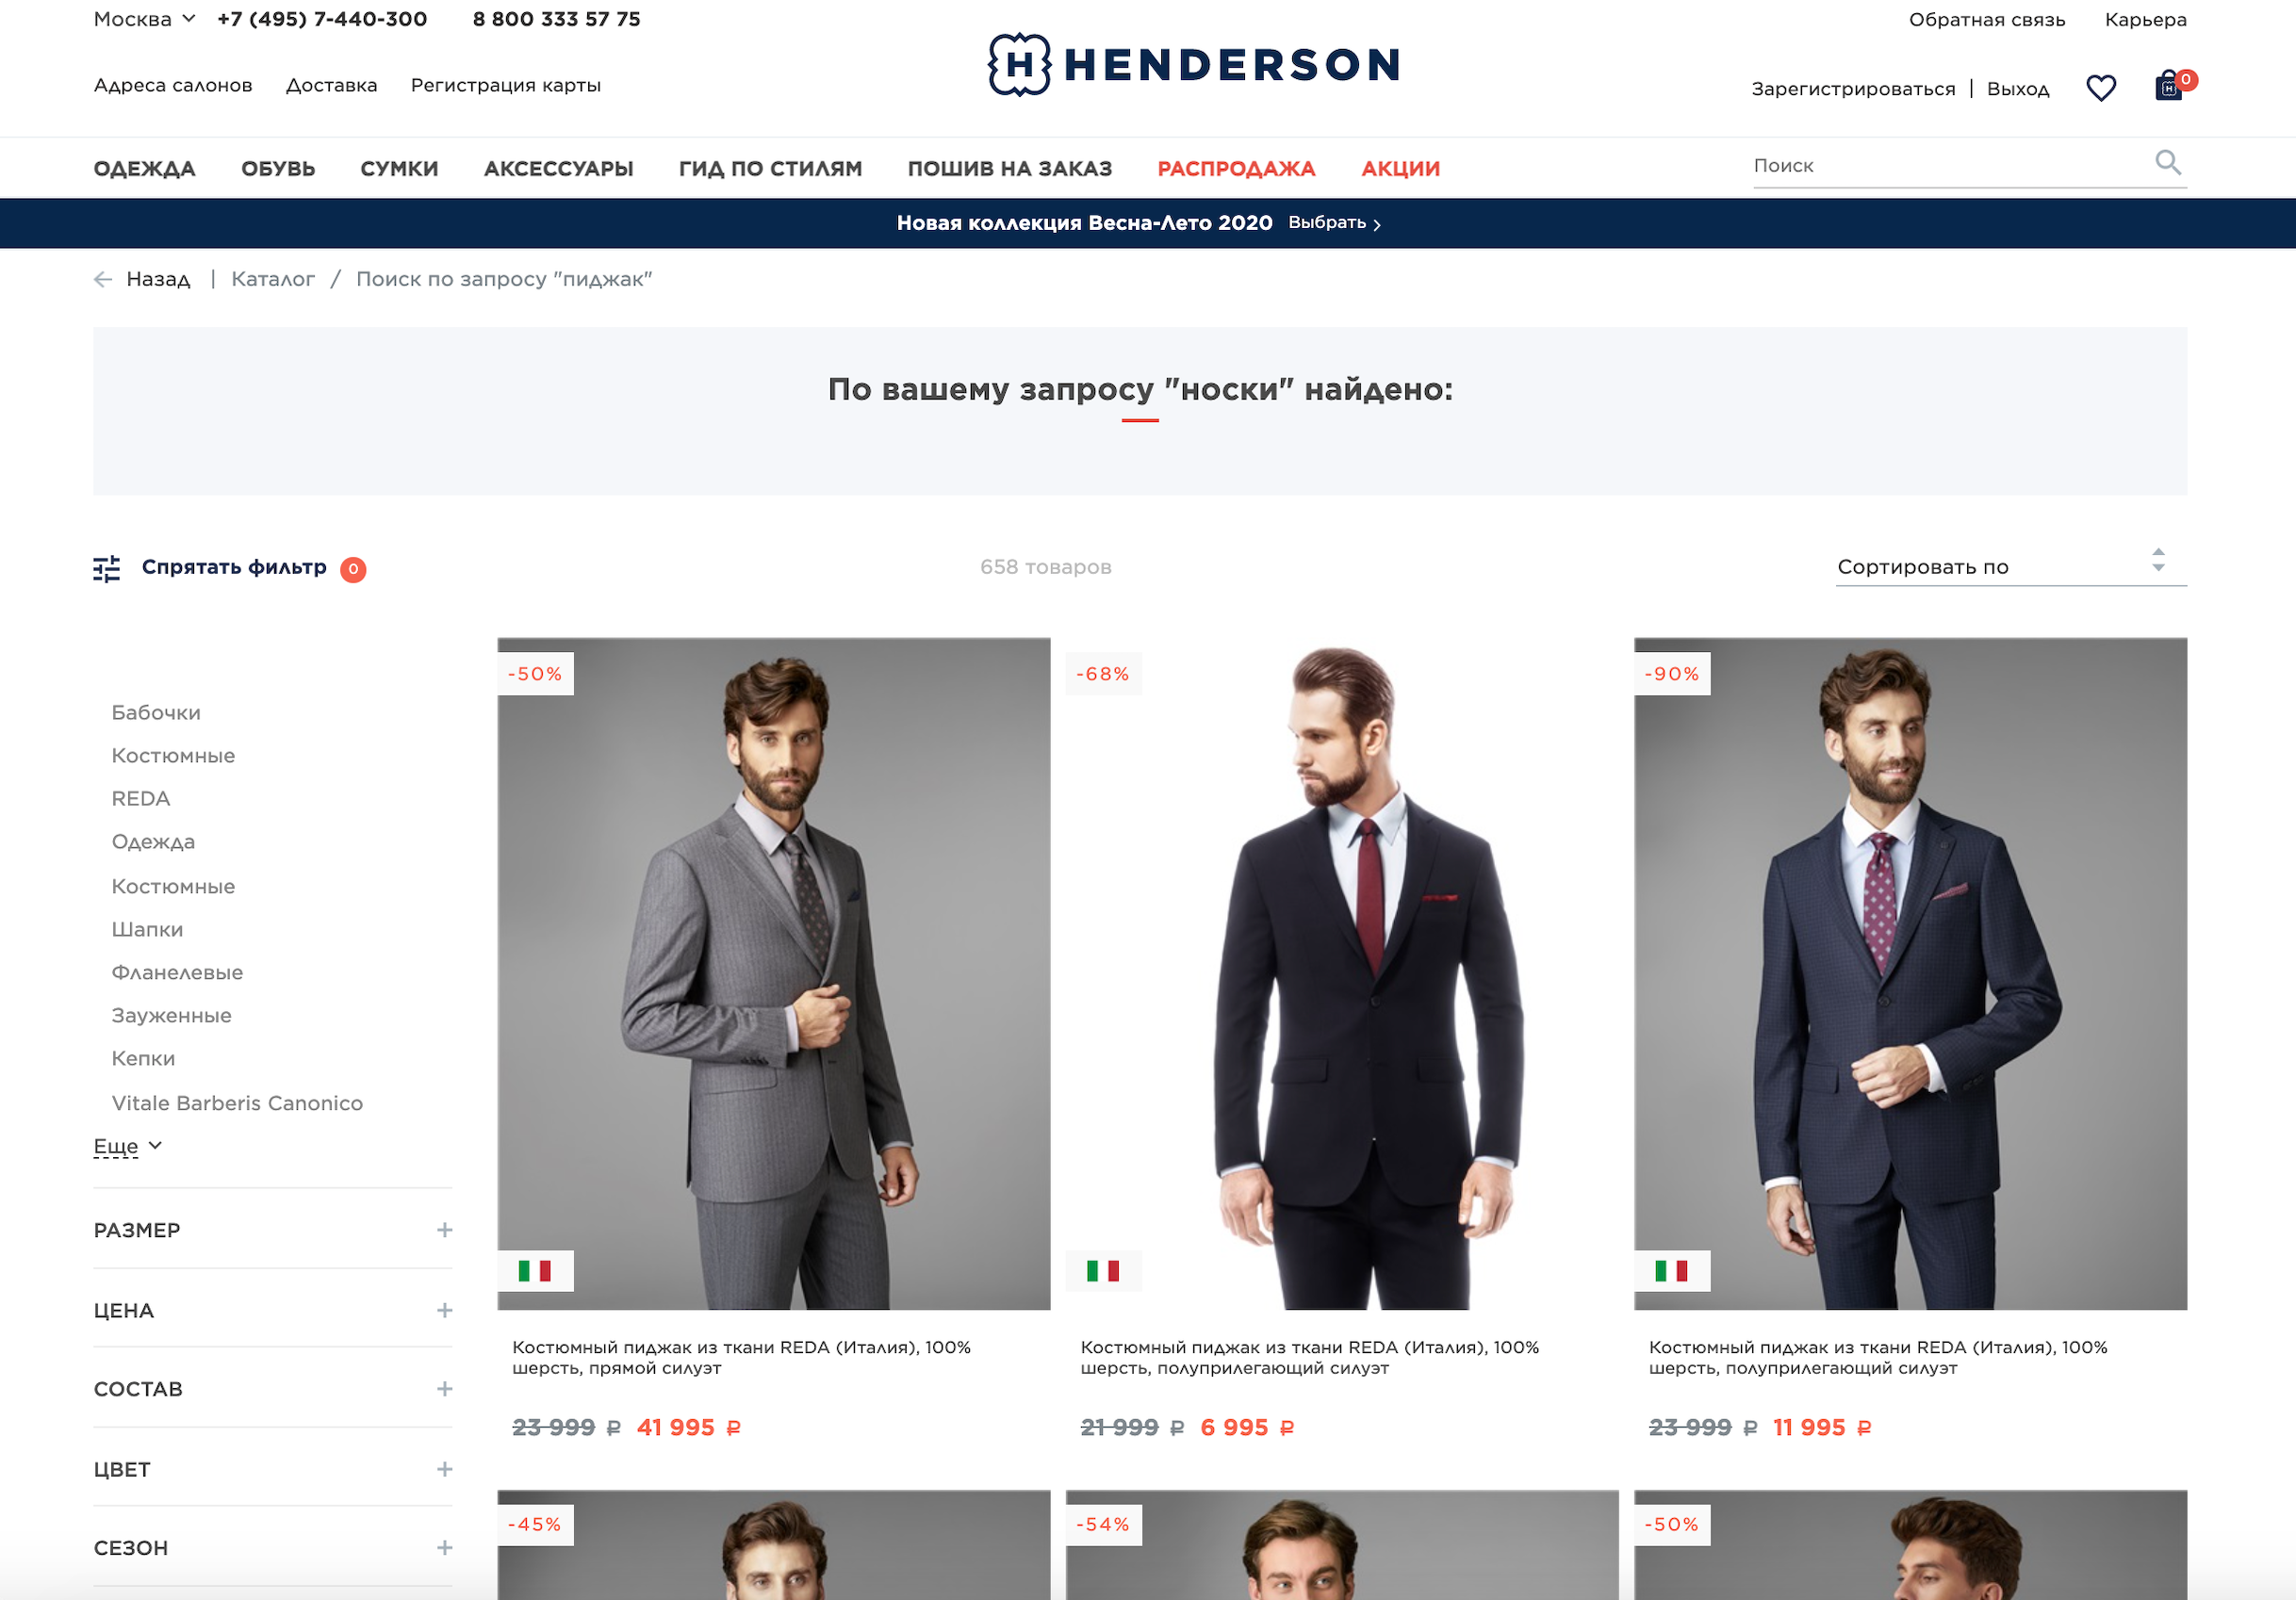 Москва +7 (495) 7-440-300 8 800 333 57 75
Обратная связь Карьера
HENDERSON
Адреса салонов Доставка Регистрация карты
Зарегистрироваться | Выход 0
ОДЕЖДА ОБУВЬ СУМКИ АКСЕССУАРЫ ГИД ПО СТИЛЯМ ПОШИВ НА ЗАКАЗ РАСПРОДАЖА АКЦИИ
Поиск
Новая коллекция Весна-Лето 2020 Выбрать >
Назад | Каталог / Поиск по запросу "пиджак"
По вашему запросу "носки" найдено:
Спрятать фильтр 0
658 товаров
Сортировать по
Бабочки
Костюмные
REDA
Одежда
Костюмные
Шапки
Фланелевые
Зауженные
Кепки
Vitale Barberis Canonico
Еще
РАЗМЕР +
ЦЕНА +
СОСТАВ +
ЦВЕТ +
СЕЗОН +
-50%
Костюмный пиджак из ткани REDA (Италия), 100%
шерсть, прямой силуэт
23 999 ₽ 41 995 ₽
-68%
Костюмный пиджак из ткани REDA (Италия), 100%
шерсть, полуприлегающий силуэт
21 999 ₽ 6 995 ₽
-90%
Костюмный пиджак из ткани REDA (Италия), 100%
шерсть, полуприлегающий силуэт
23 999 ₽ 11 995 ₽
-45%
-54%
-50%